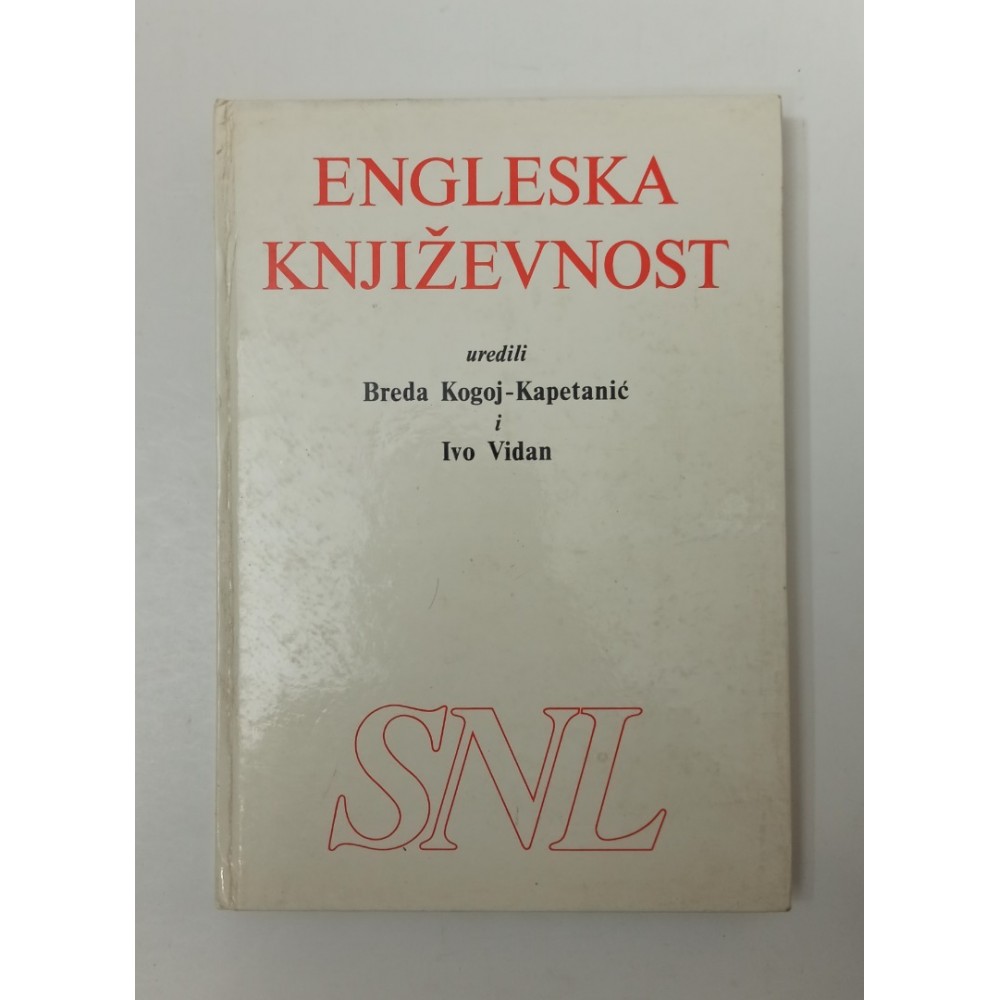 ENGLESKA
KNJIŽEVNOST
uredili
Breda Kogoj-Kapetanić
i
Ivo Vidan
SNL